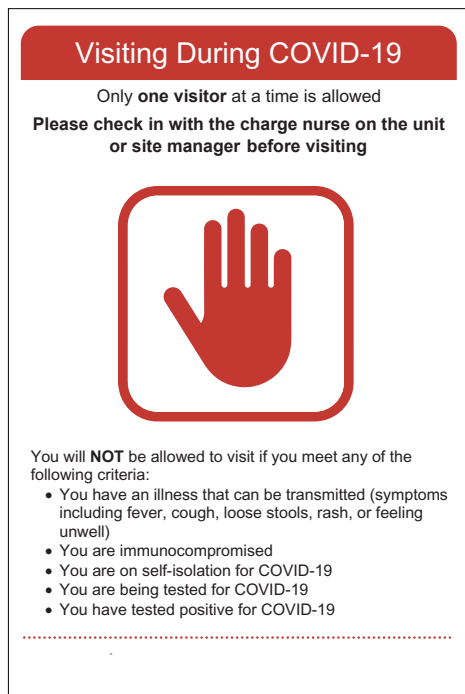 Visiting During COVID-19
Only one visitor at a time is allowed
Please check in with the charge nurse on the unit
or site manager before visiting
You will NOT be allowed to visit if you meet any of the
following criteria:
• You have an illness that can be transmitted (symptoms
including fever, cough, loose stools, rash, or feeling
unwell)
• You are immunocompromised
• You are on self-isolation for COVID-19
• You are being tested for COVID-19
• You have tested positive for COVID-19